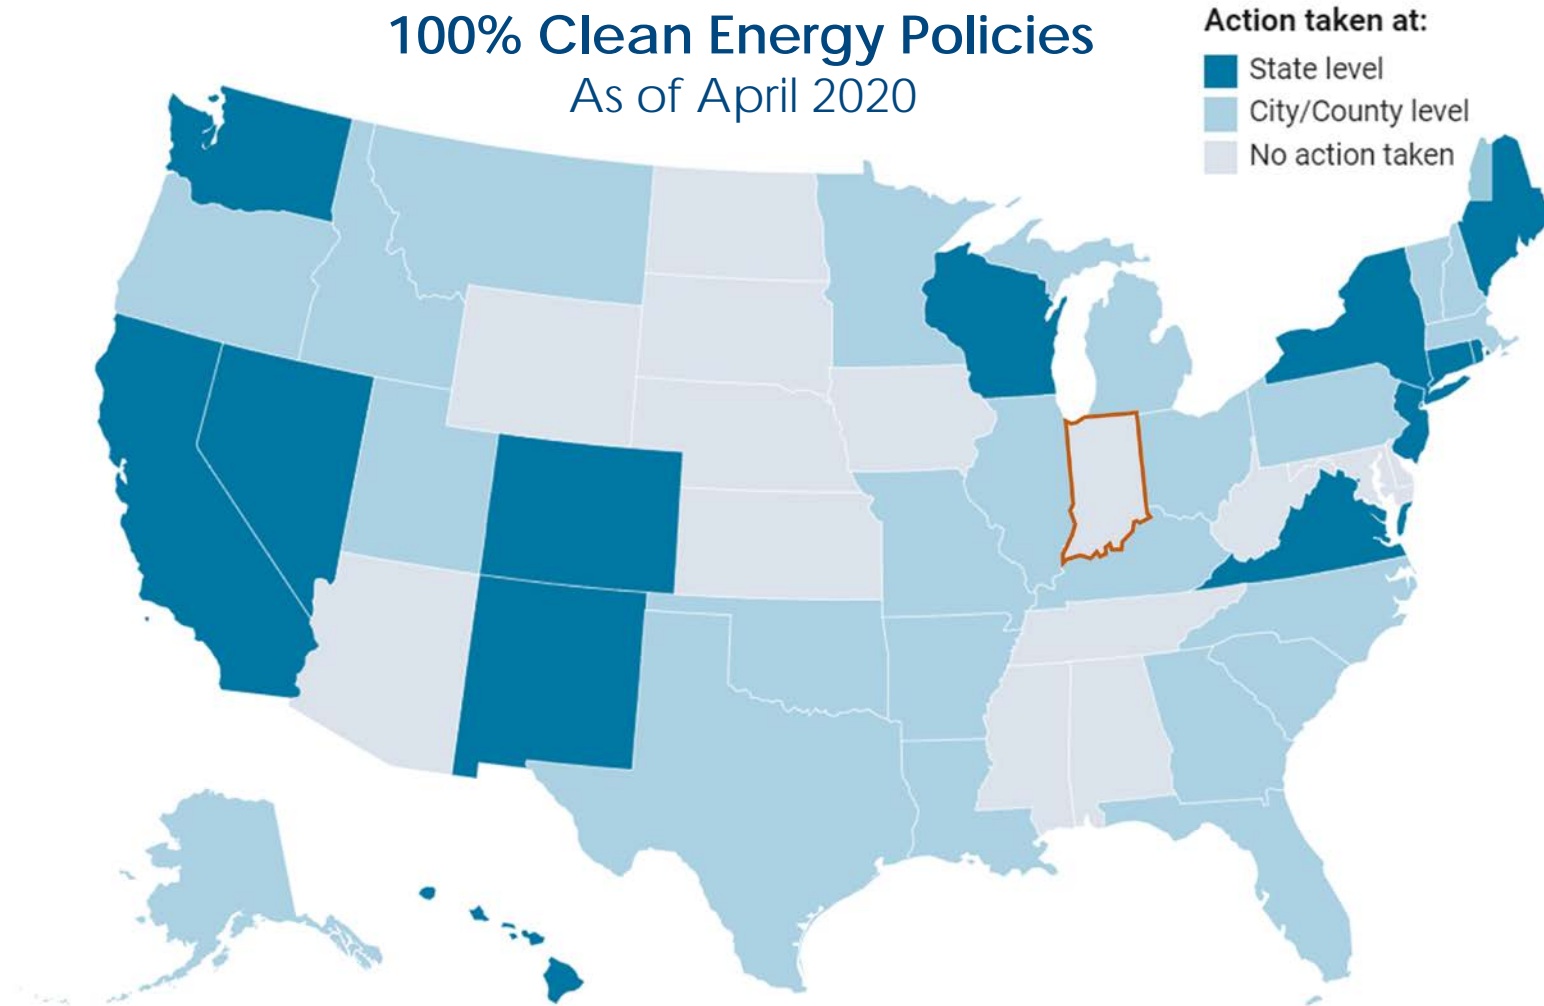 100% Clean Energy Policies
As of April 2020
Action taken at:
State level
City/County level
No action taken